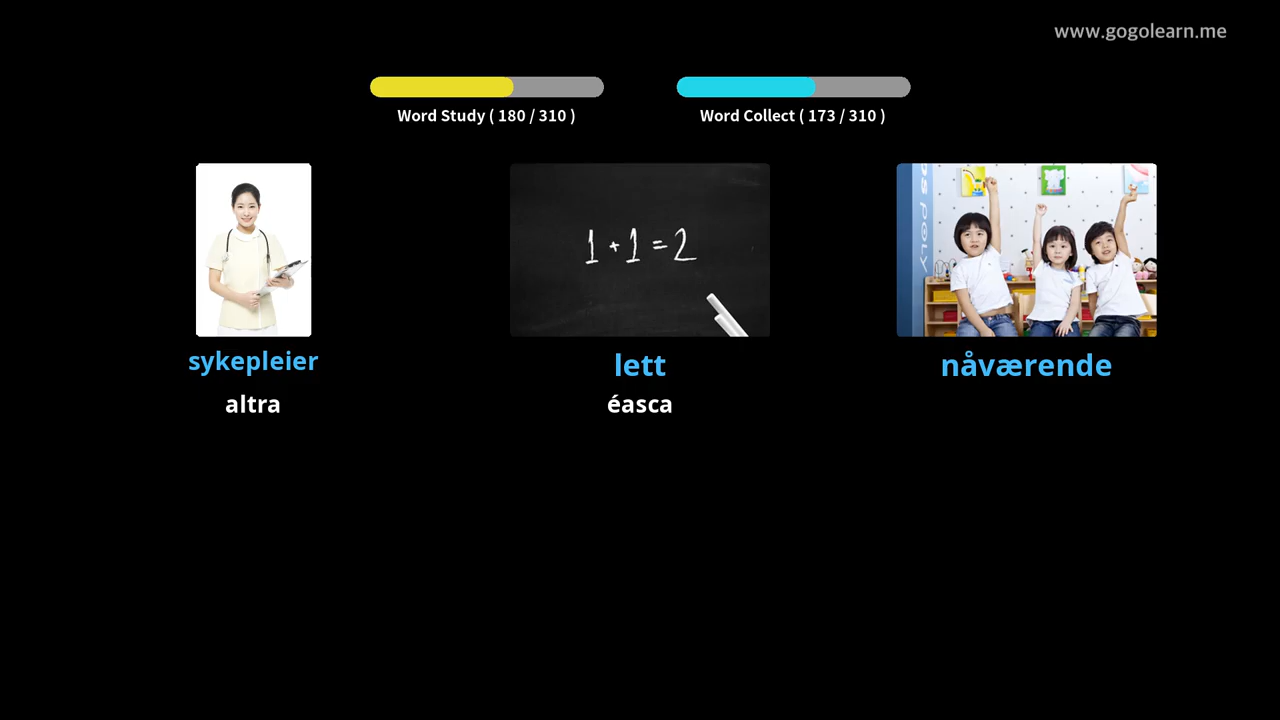 www.gogolearn.me
Word Study ( 180 / 310 )
Word Collect ( 173 / 310 )
1 + 1 = 2
sykepleier
lett
nåværende
altra
éasca